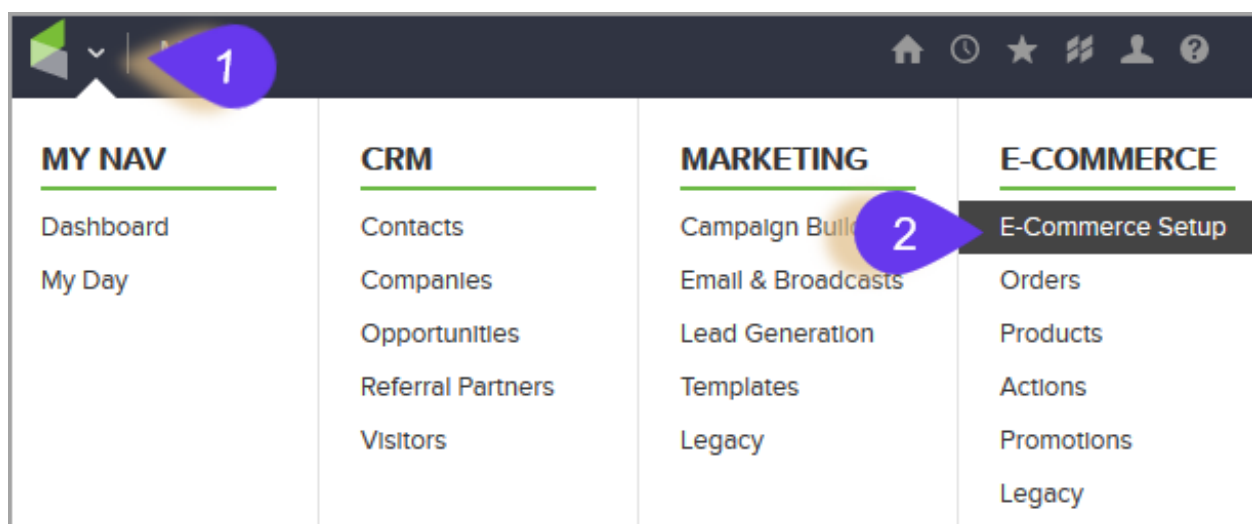 1
MY NAV
Dashboard
My Day
CRM
Contacts
Companies
Opportunities
Referral Partners
Visitors
MARKETING
Campaign
Email & Broadcasts
Lead Generation
Templates
Legacy
2
E-COMMERCE
E-Commerce Setup
Orders
Products
Actions
Promotions
Legacy